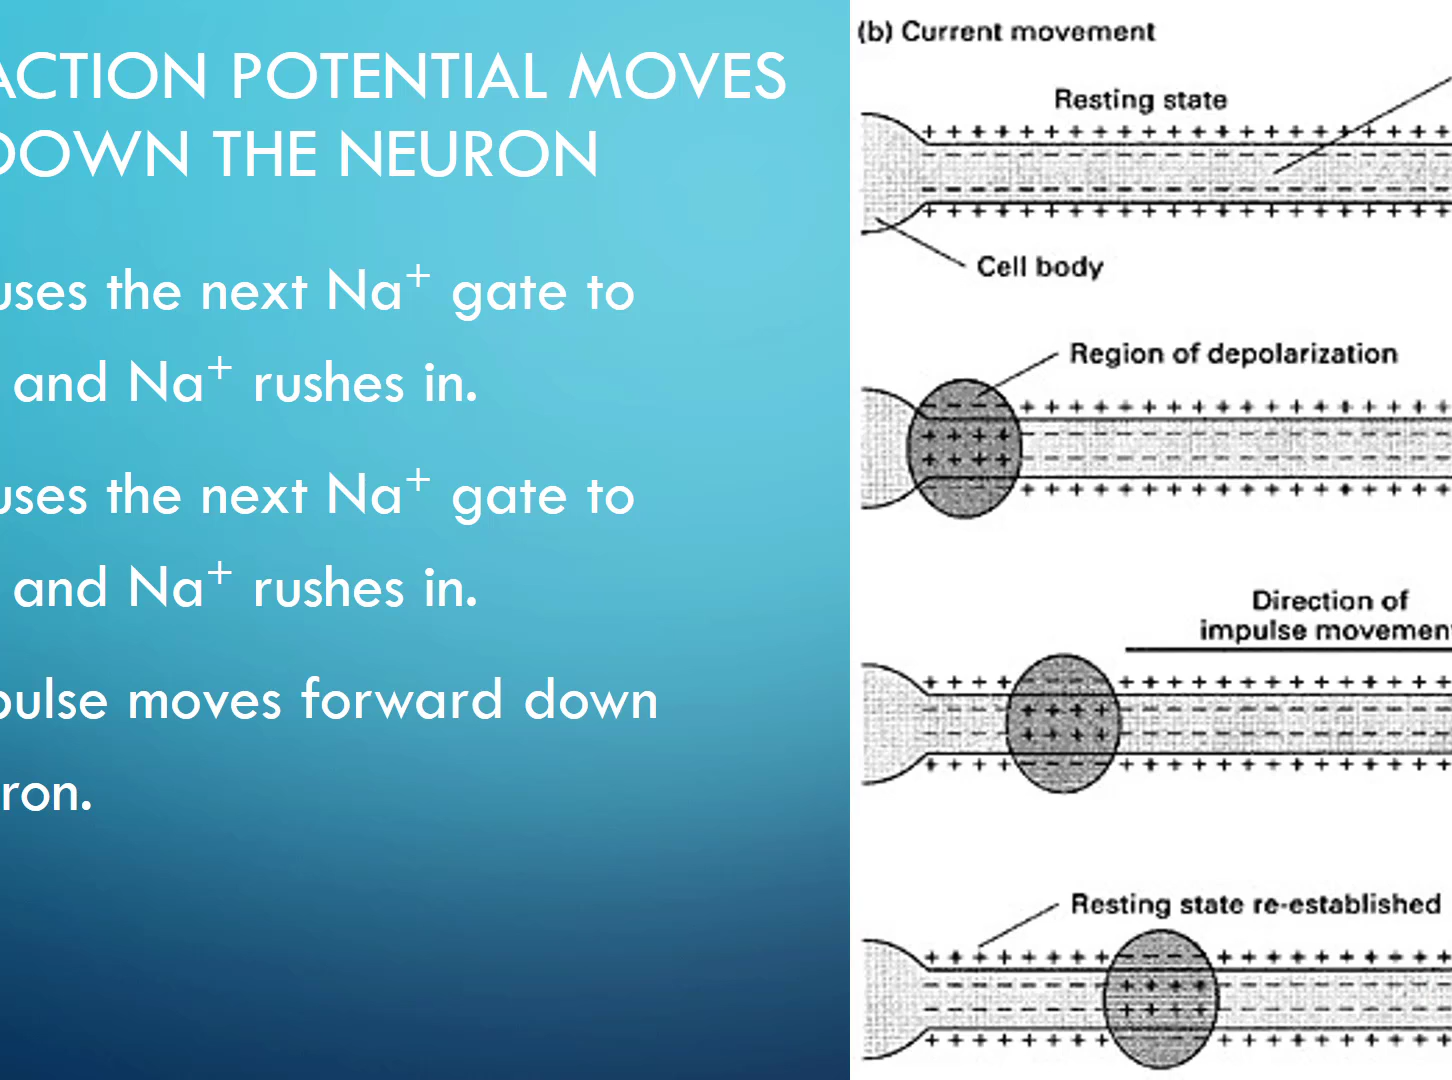 ACTION POTENTIAL MOVES
DOWN THE NEURON
uses the next Na⁺ gate to
and Na⁺ rushes in.
uses the next Na⁺ gate to
and Na⁺ rushes in.
pulse moves forward down
ron.
(b) Current movement
Resting state
Cell body
Region of depolarization
Direction of
impulse movement
Resting state re-established